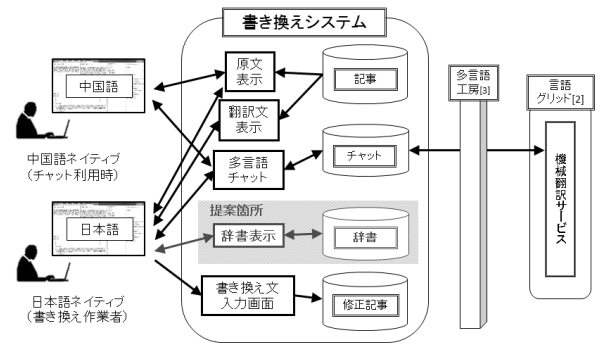 書き換えシステム
中国語
中国語ネイティブ
(チャット利用時)
日本語
日本語ネイティブ
(書き換え作業者)
原文
表示
翻訳文
表示
多言語
チャット
提案箇所
辞書表示
書き換え文
入力画面
記事
チャット
辞書
修正記事
多言語
工房[3]
言語
グリッド[2]
機械翻訳サービス